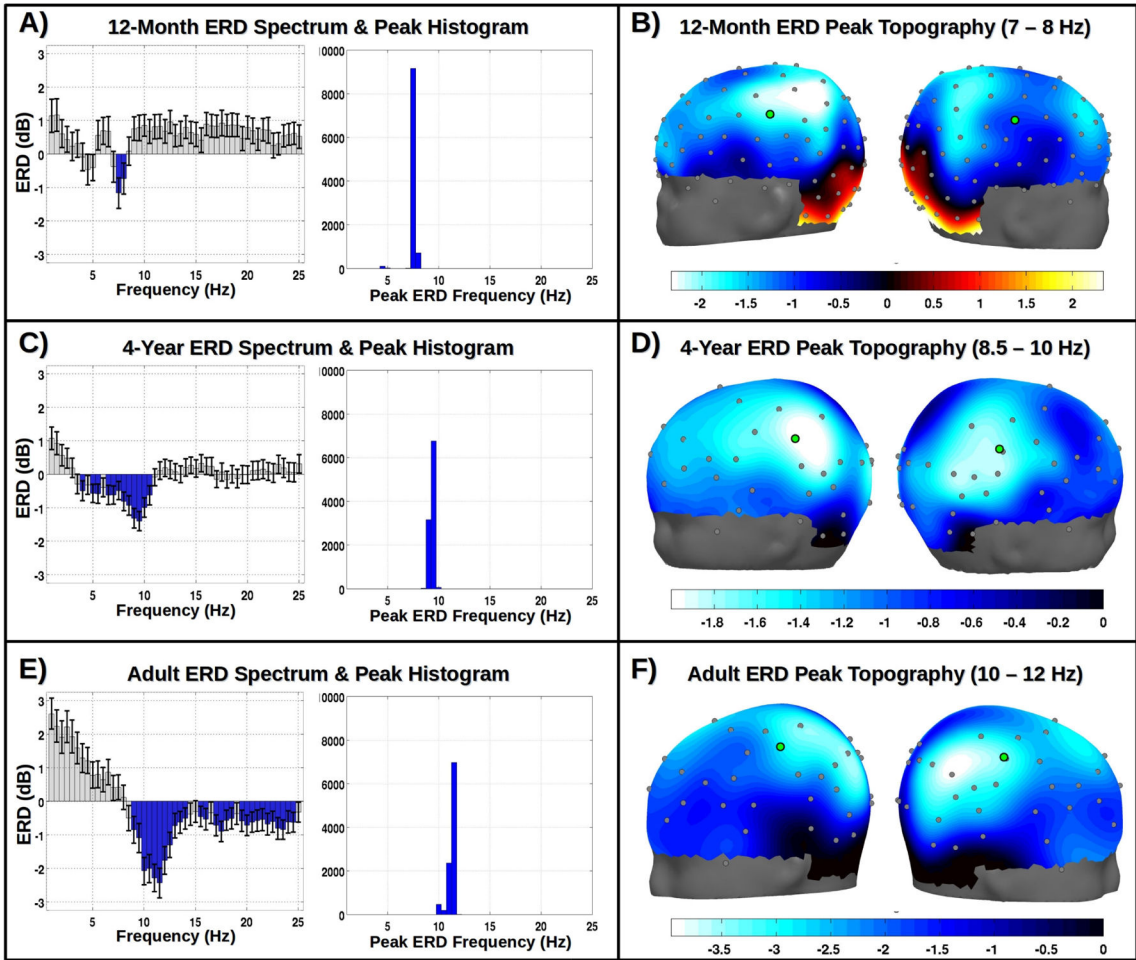 A) 12-Month ERD Spectrum & Peak Histogram
3
2
1
0
-1
-2
-3
ERD (dB)
5 10 15 20 25
Frequency (Hz)
0000
8000
6000
4000
2000
0
5 10 15 20 25
Peak ERD Frequency (Hz)
B) 12-Month ERD Peak Topography (7 – 8 Hz)
-2 -1.5 -1 -0.5 0 0.5 1 1.5 2
C) 4-Year ERD Spectrum & Peak Histogram
3
2
1
0
-1
-2
-3
ERD (dB)
5 10 15 20 25
Frequency (Hz)
0000
8000
6000
4000
2000
0
5 10 15 20 25
Peak ERD Frequency (Hz)
D) 4-Year ERD Peak Topography (8.5 – 10 Hz)
-1.8 -1.6 -1.4 -1.2 -1 -0.8 -0.6 -0.4 -0.2 0
E) Adult ERD Spectrum & Peak Histogram
3
2
1
0
-1
-2
-3
ERD (dB)
5 10 15 20 25
Frequency (Hz)
0000
8000
6000
4000
2000
0
5 10 15 20 25
Peak ERD Frequency (Hz)
F) Adult ERD Peak Topography (10 – 12 Hz)
-3.5 -3 -2.5 -2 -1.5 -1 -0.5 0